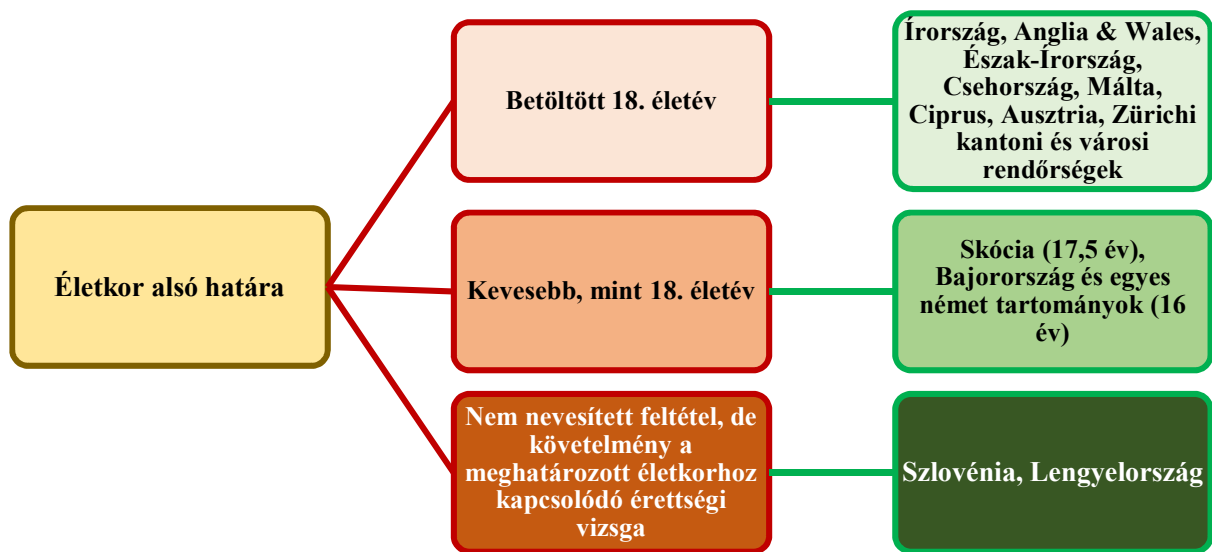 Életkor alsó határa
Betöltött 18. életév
Írország, Anglia & Wales,
Észak-Írország,
Csehország, Málta,
Ciprus, Ausztria, Zürichi
kantoni és városi
rendőrségek
Kevesebb, mint 18. életév
Skócia (17,5 év),
Bajorország és egyes
német tartományok (16
év)
Nem nevesített feltétel, de
követelmény a
meghatározott életkorhoz
kapcsolódó érettségi
vizsga
Szlovénia, Lengyelország